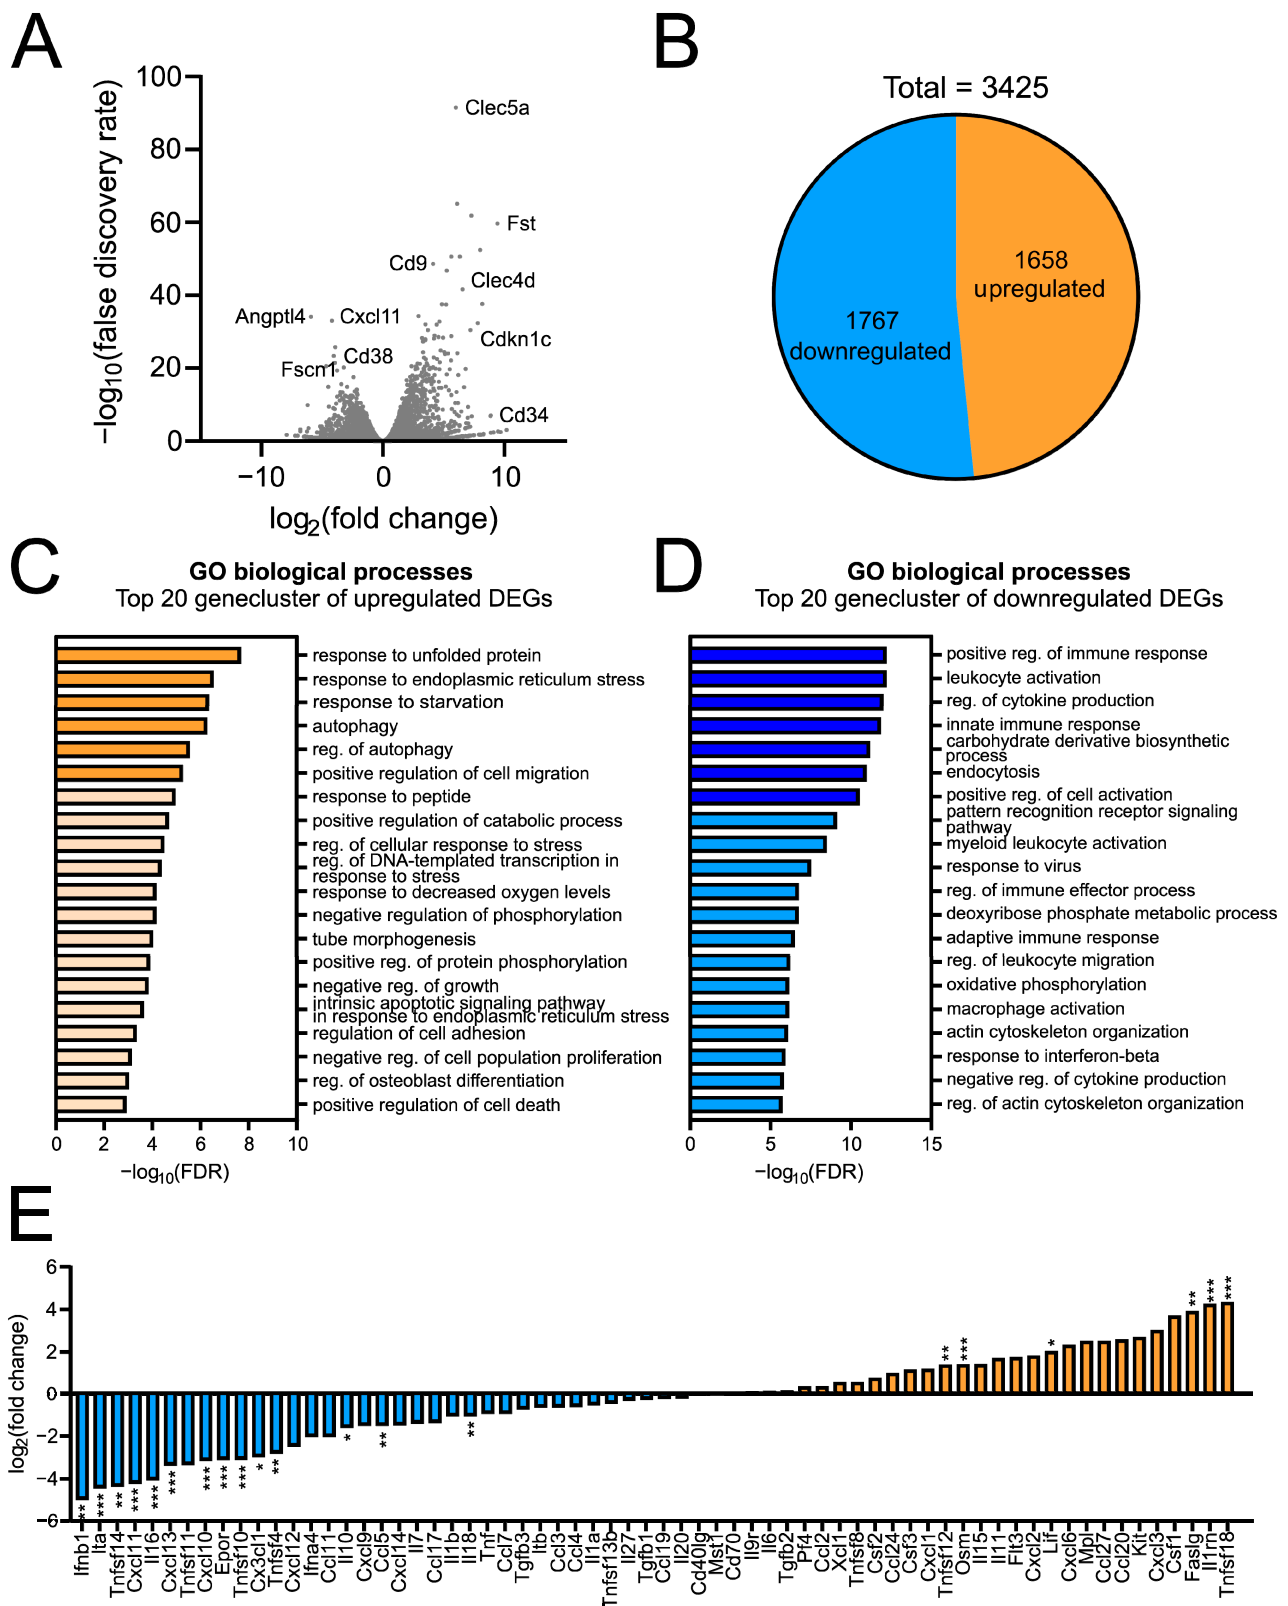 A
−log10(false discovery rate)
100
80
60
40
20
0
−10
0
10
log2(fold change)
Clec5a
Fst
Cd9
Clec4d
Angptl4
Cxcl11
Cdkn1c
Cd38
Fscn1
Cd34
B
Total = 3425
1658
upregulated
1767
downregulated
C
GO biological processes
Top 20 genecluster of upregulated DEGs
response to unfolded protein
response to endoplasmic reticulum stress
response to starvation
autophagy
reg. of autophagy
positive regulation of cell migration
response to peptide
positive regulation of catabolic process
reg. of cellular response to stress
reg. of DNA-templated transcription in
response to stress
response to decreased oxygen levels
negative regulation of phosphorylation
tube morphogenesis
positive reg. of protein phosphorylation
negative reg. of growth
intrinsic apoptotic signaling pathway
in response to endoplasmic reticulum stress
regulation of cell adhesion
negative reg. of cell population proliferation
reg. of osteoblast differentiation
positive regulation of cell death
0 2 4 6 8 10
−log10(FDR)
D
GO biological processes
Top 20 genecluster of downregulated DEGs
positive reg. of immune response
leukocyte activation
reg. of cytokine production
innate immune response
carbohydrate derivative biosynthetic
process
endocytosis
positive reg. of cell activation
pattern recognition receptor signaling
pathway
myeloid leukocyte activation
response to virus
reg. of immune effector process
deoxyribose phosphate metabolic process
adaptive immune response
reg. of leukocyte migration
oxidative phosphorylation
macrophage activation
actin cytoskeleton organization
response to interferon-beta
negative reg. of cytokine production
reg. of actin cytoskeleton organization
0 5 10 15
−log10(FDR)
E
log2(fold change)
6
4
2
0
−2
−4
−6
**
***
**
***
***
***
***
***
***
*
**
*
**
**
**
***
*
**
***
***
Ifnb1
Ita
Tnfsf14
Cxcl11
Il16
Cxcl13
Tnfsf11
Cxcl10
Epor
Tnfsf10
Cx3cl1
Tnfsf4
Cxcl12
Ifna4
Ccl11
Il10
Cxcl9
Ccl5
Cxcl14
Il7
Ccl17
Il1b
Il18
Tnf
Ccl7
Tgfb3
ltb
Ccl3
Ccl4
Il1a
Tnfsf13b
Il27
Tgfb1
Ccl19
Il20
Cd40lg
Mst1
Cd70
Il9r
Il6
Tgfb2
Pf4
Ccl2
Xcl1
Tnfsf8
Csf2
Ccl24
Csf3
Cxcl1
Tnfsf12
Osm
Il15
Il11
Flt3
Cxcl2
Lif
Cxcl6
Mpl
Ccl27
Ccl20
Kit
Cxcl3
Csf1
Faslg
Il1rn
Tnfsf18